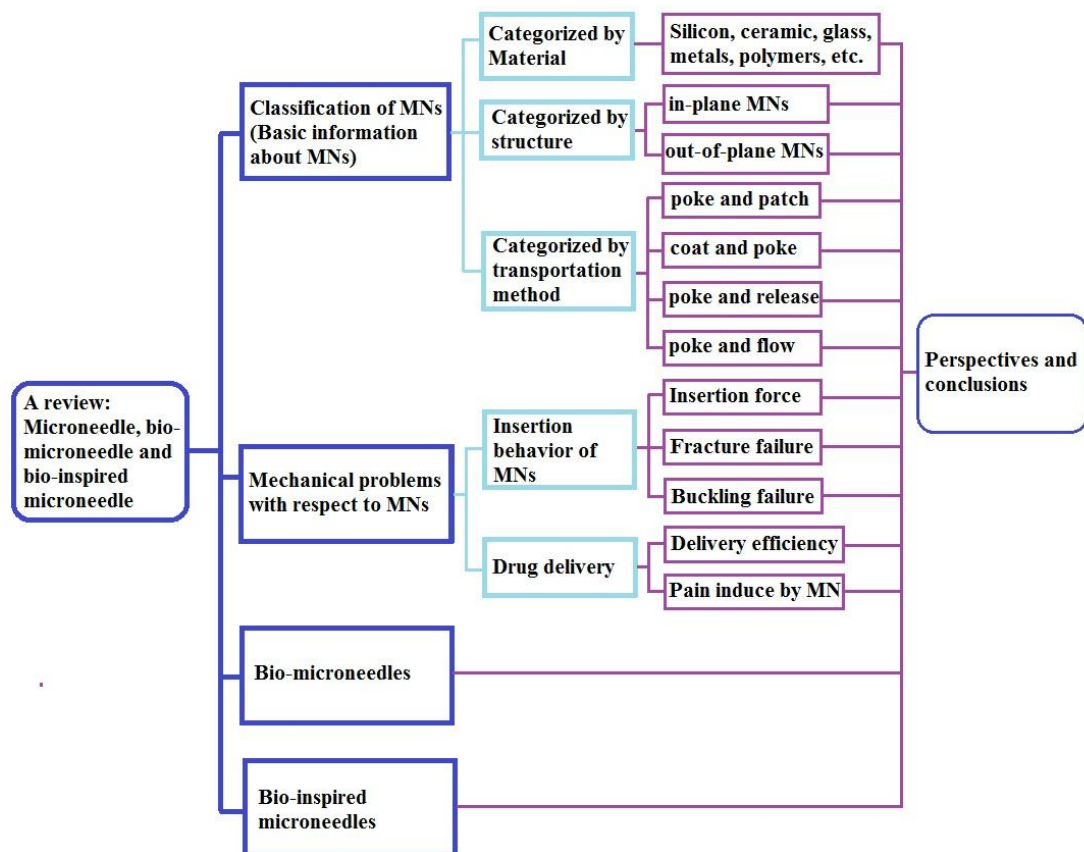 A review:
Microneedle, bio-
microneedle and
bio-inspired
microneedle
Classification of MNs
(Basic information
about MNs)
Categorized by
Material
Silicon, ceramic, glass,
metals, polymers, etc.
Categorized by
structure
in-plane MNs
out-of-plane MNs
Categorized by
transportation
method
poke and patch
coat and poke
poke and release
poke and flow
Mechanical problems
with respect to MNs
Insertion
behavior of
MNs
Insertion force
Fracture failure
Buckling failure
Drug delivery
Delivery efficiency
Pain induce by MN
Bio-microneedles
Bio-inspired
microneedles
Perspectives and
conclusions